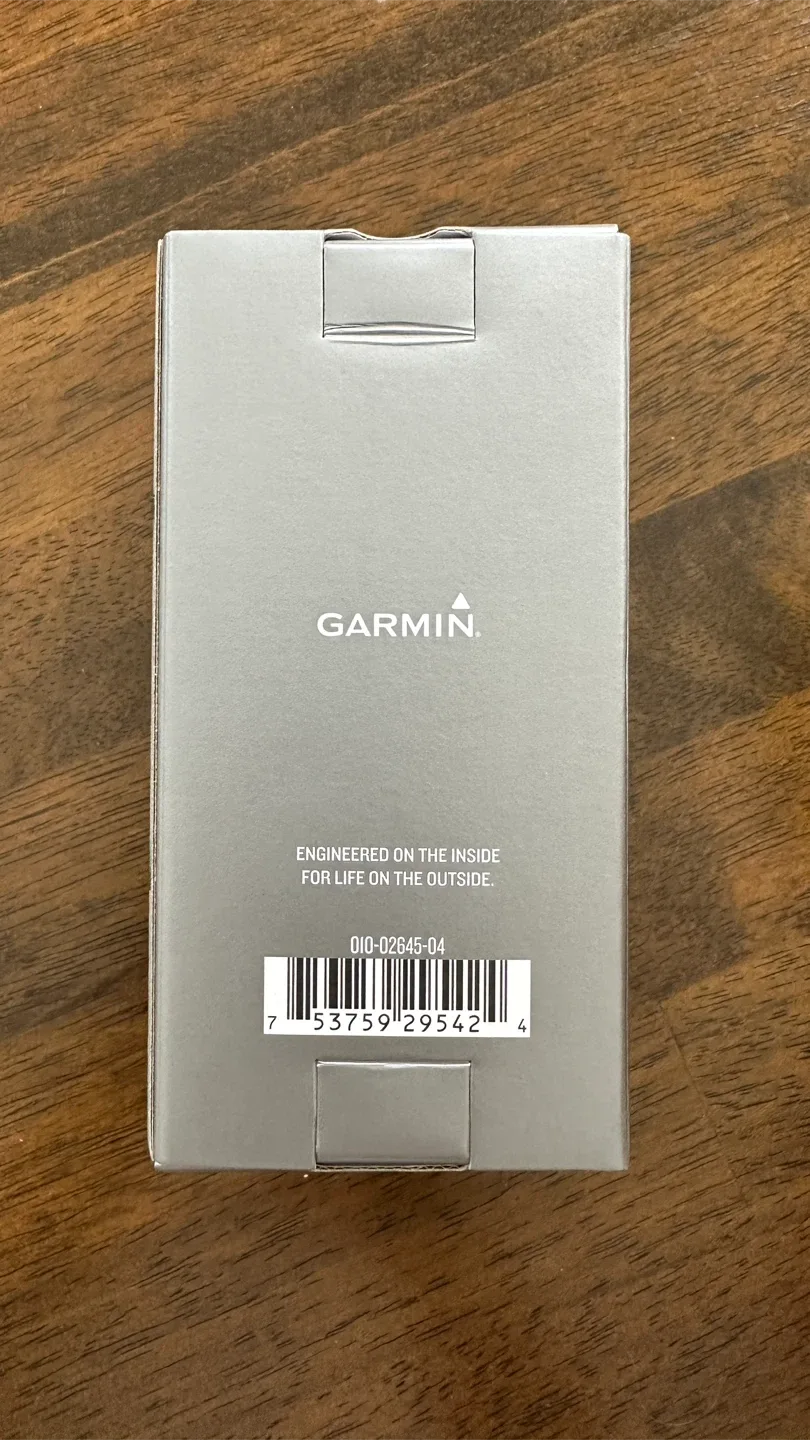 GARMIN®
ENGINEERED ON THE INSIDE
FOR LIFE ON THE OUTSIDE.
010-02645-04
7 53759 29542 4